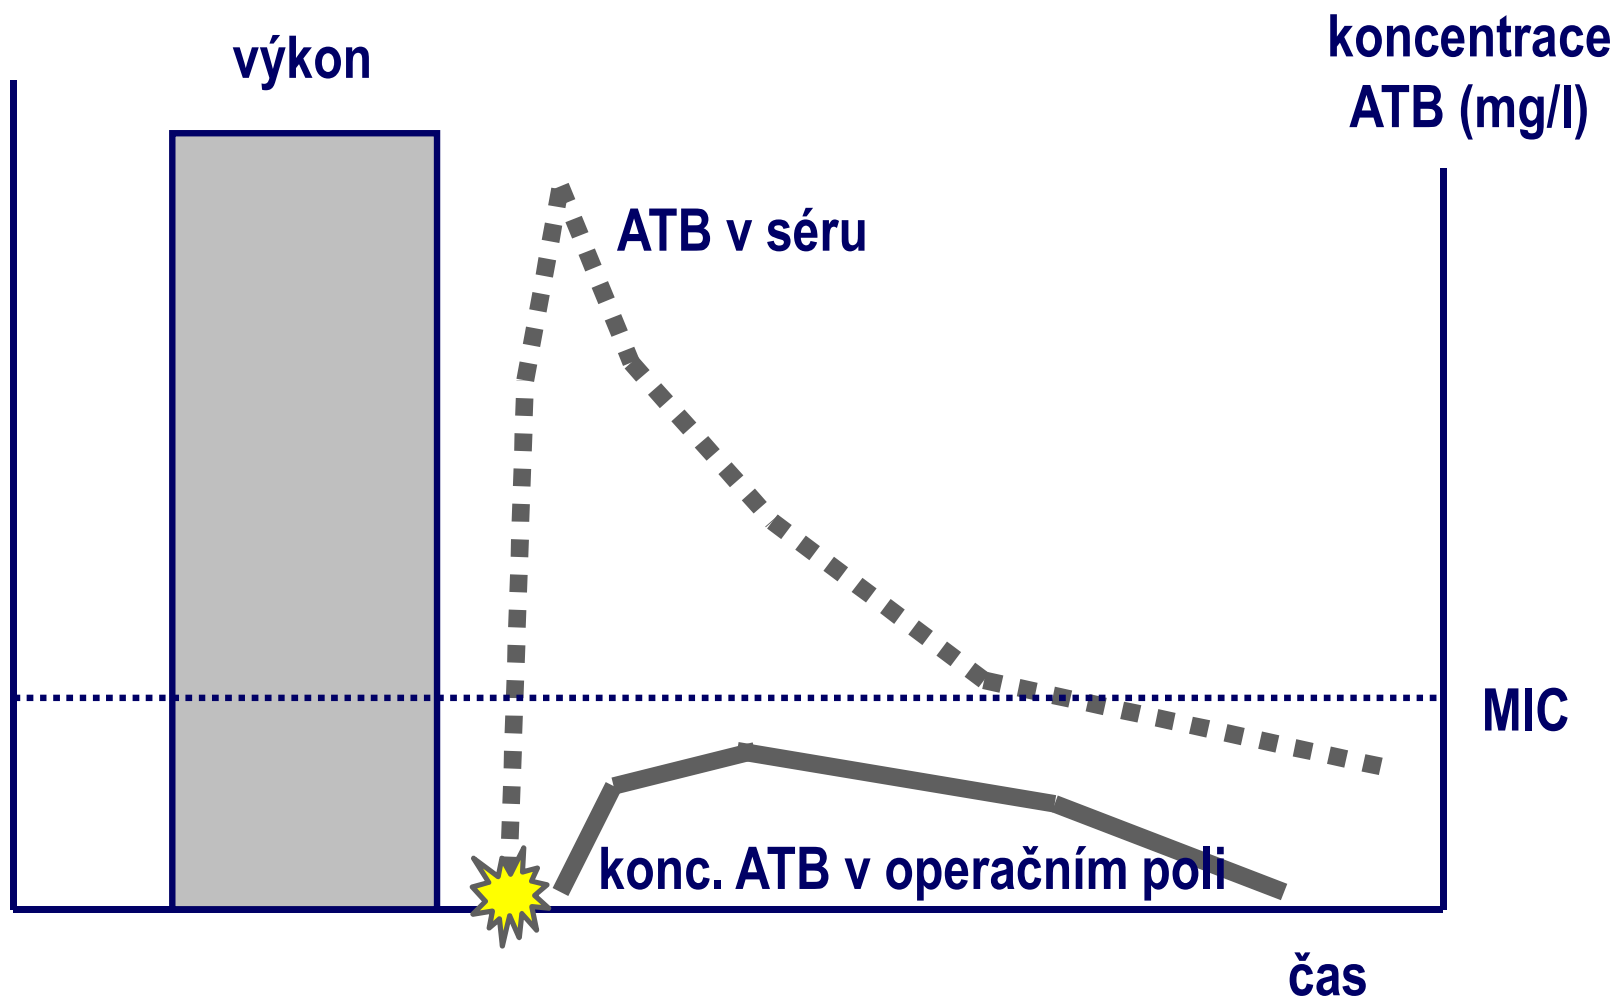 výkon
koncentrace
ATB (mg/l)
ATB v séru
MIC
konc. ATB v operačním poli
čas